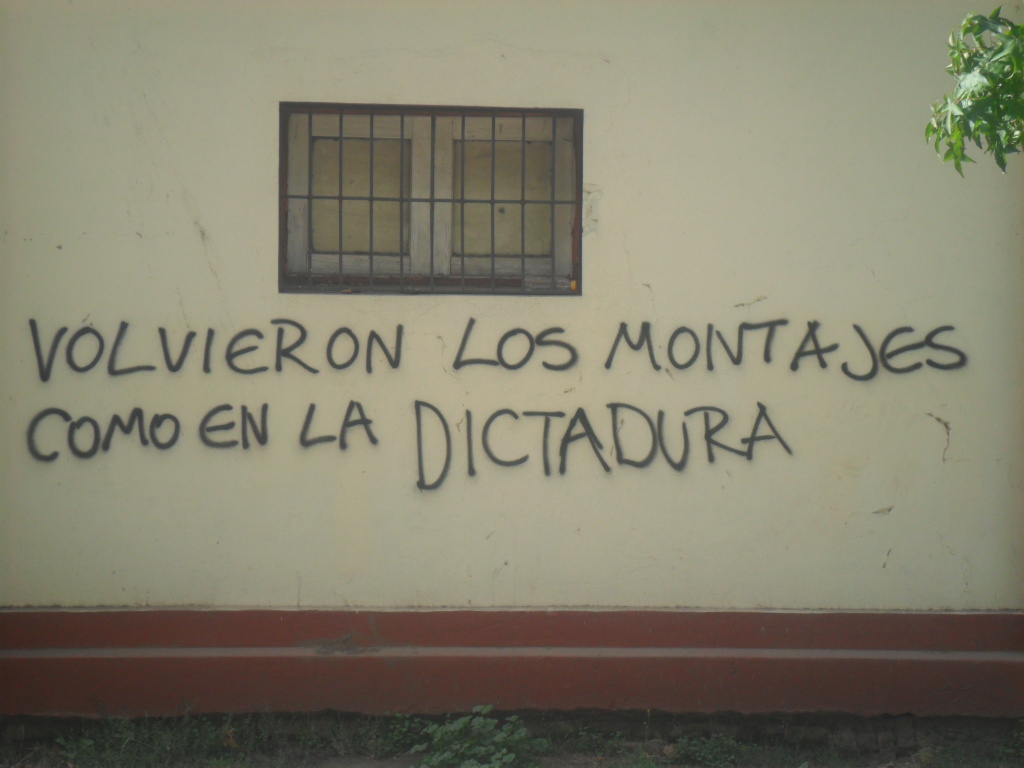 VOLVIERON LOS MONTAJES
COMO EN LA DICTADURA